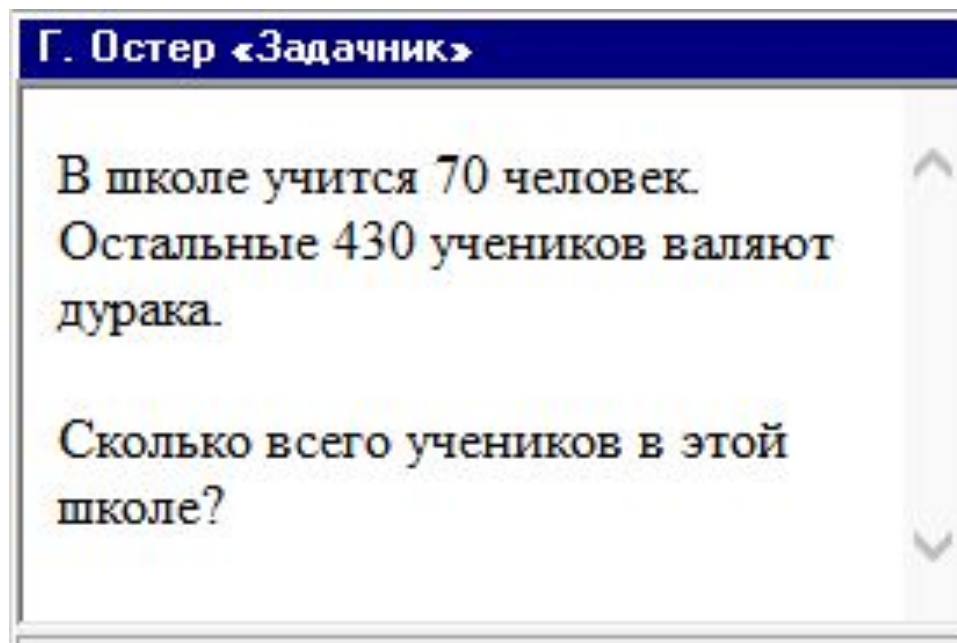 Г. Остер «Задачник»
В школе учится 70 человек.
Остальные 430 учеников валяют
дурака.
Сколько всего учеников в этой
школе?